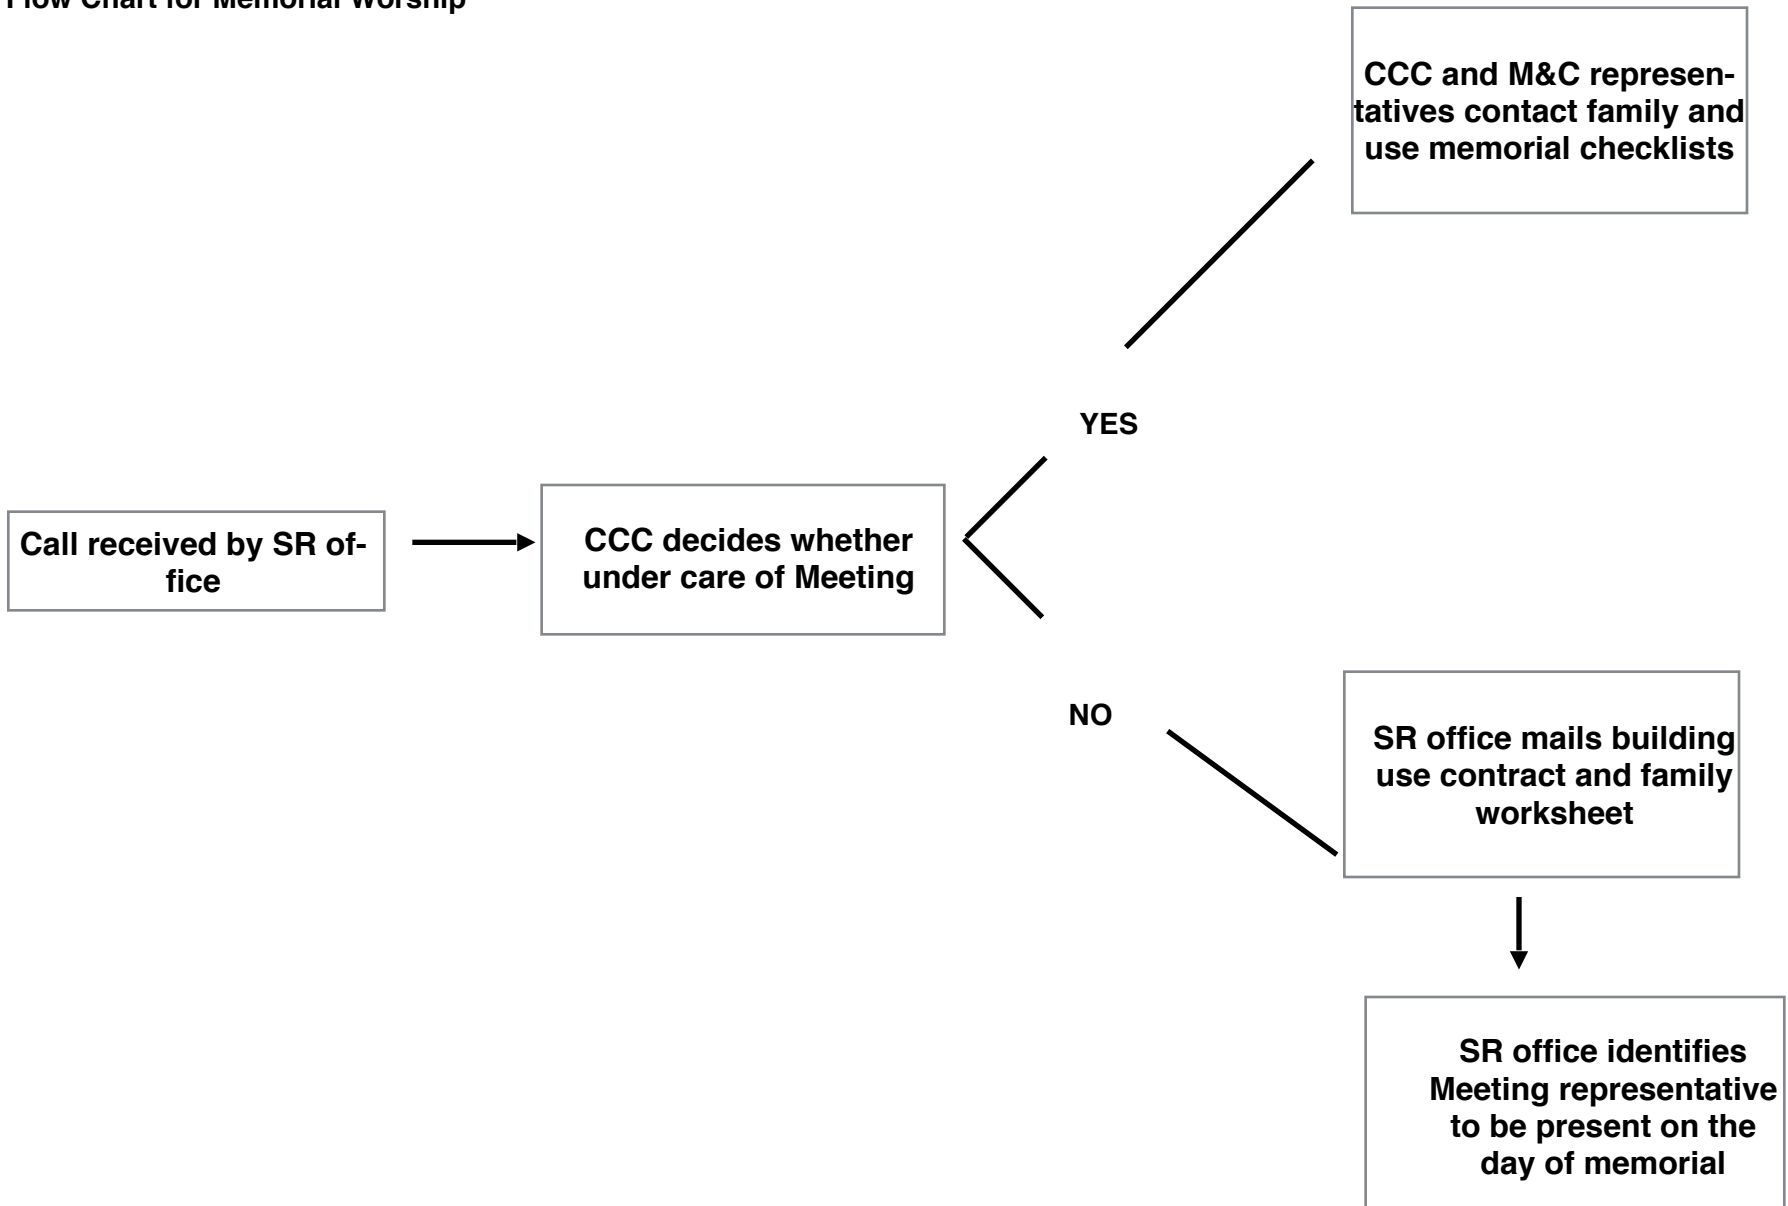 Flow Chart for Memorial Worship
CCC and M&C represen-
tatives contact family and
use memorial checklists
YES
Call received by SR of-
fice
CCC decides whether
under care of Meeting
NO
SR office mails building
use contract and family
worksheet
SR office identifies
Meeting representative
to be present on the
day of memorial